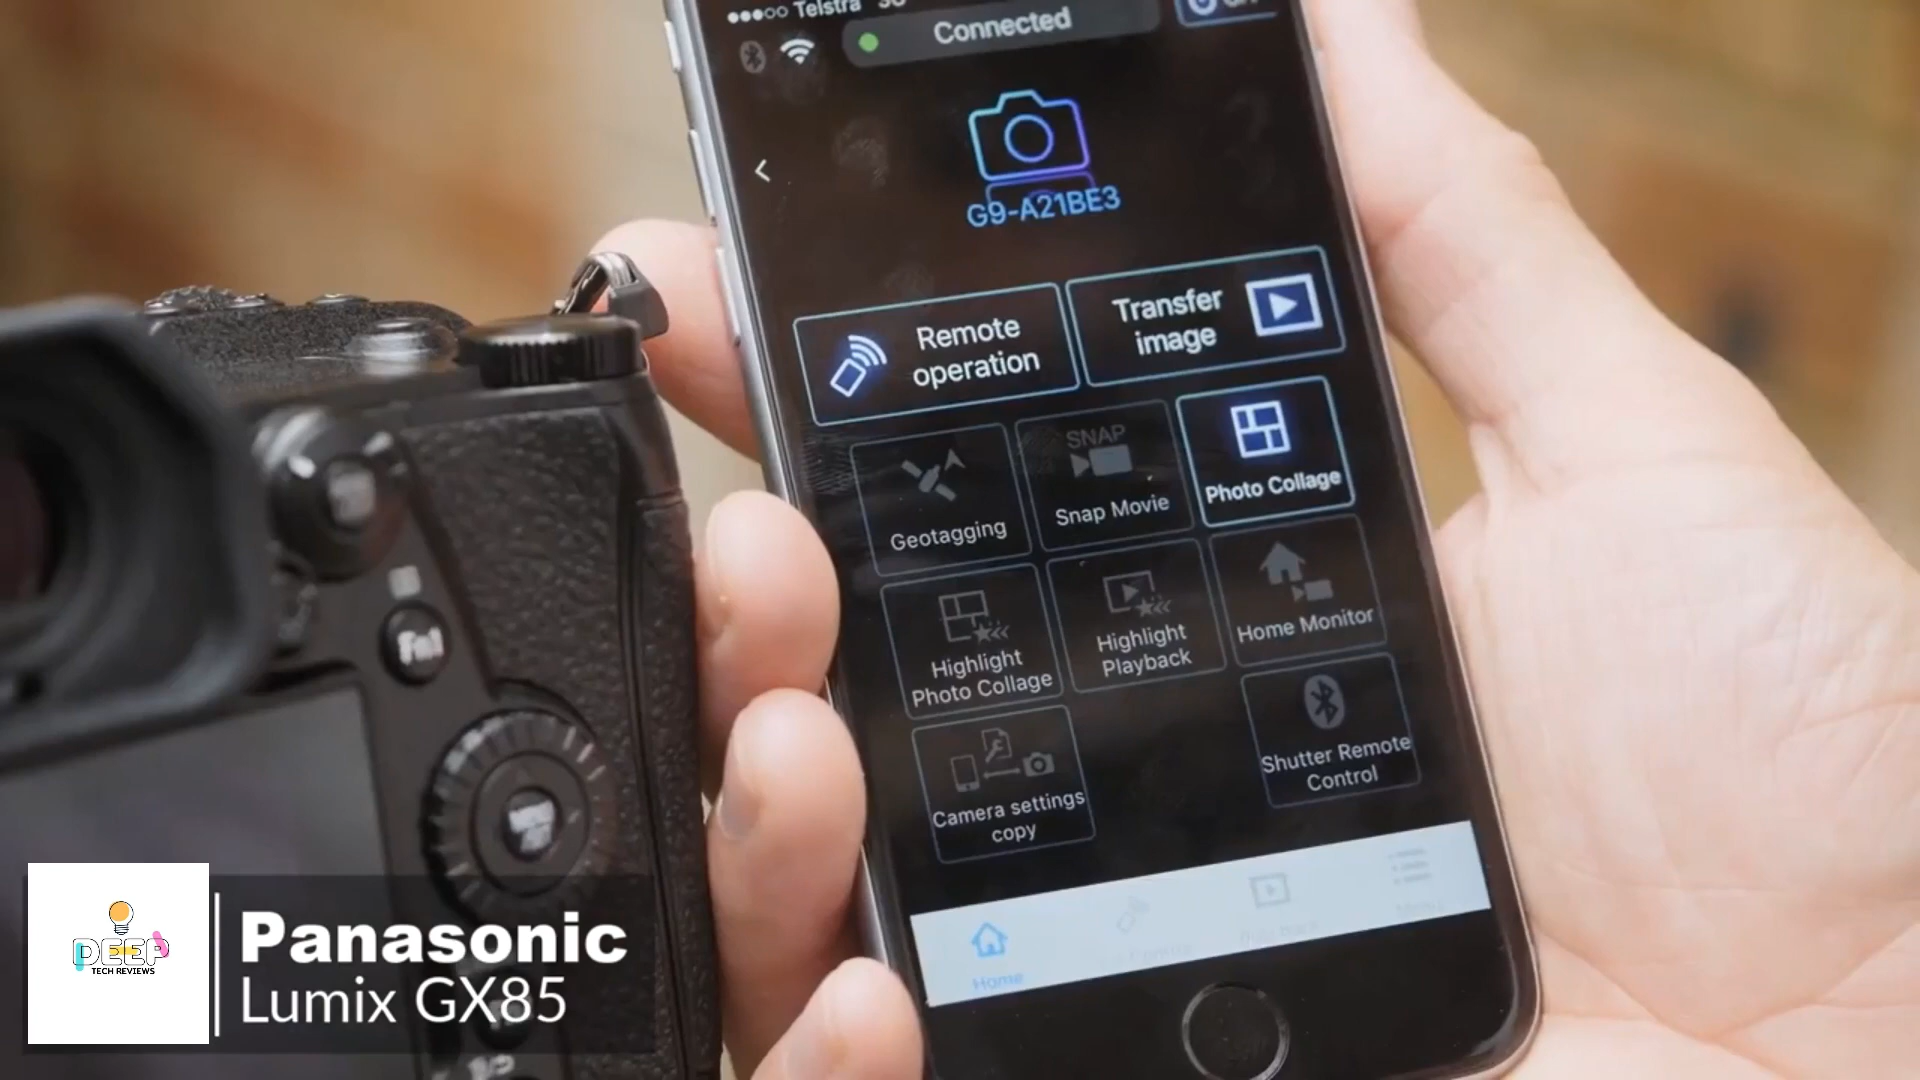 Telstra
Connected
G9-A21BE3
Remote
operation
Transfer
image
SNAP
Geotagging
Snap Movie
Photo Collage
Highlight
Photo Collage
Highlight
Playback
Home Monitor
Camera settings
copy
Shutter Remote
Control
Home
Fn1
DEEP
TECH REVIEWS
Panasonic
Lumix GX85